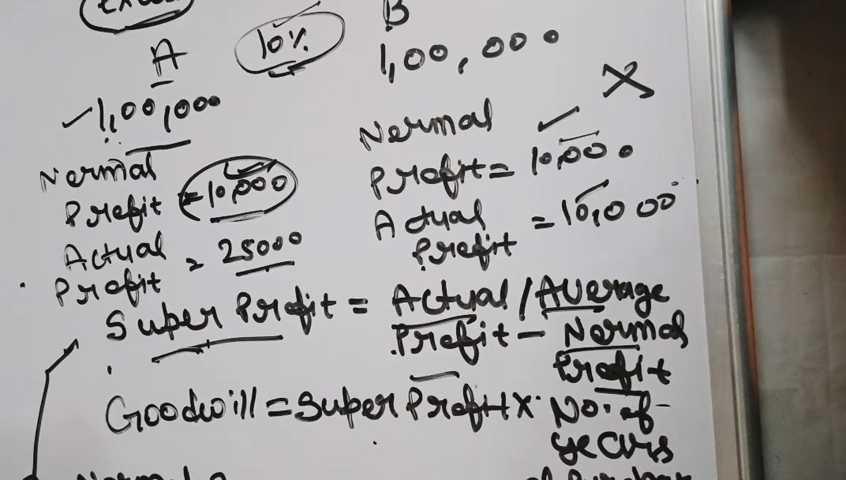 10%
A
1,00,000
Normal
Profit = 10,000
Actual
Profit = 25000
B
1,00,000
X
Normal
Profit = 10,000
Actual
Profit = 10,000
Super Profit = Actual/Average
Profit - Normal
Profit
Goodwill = Super Profit X No. of
years